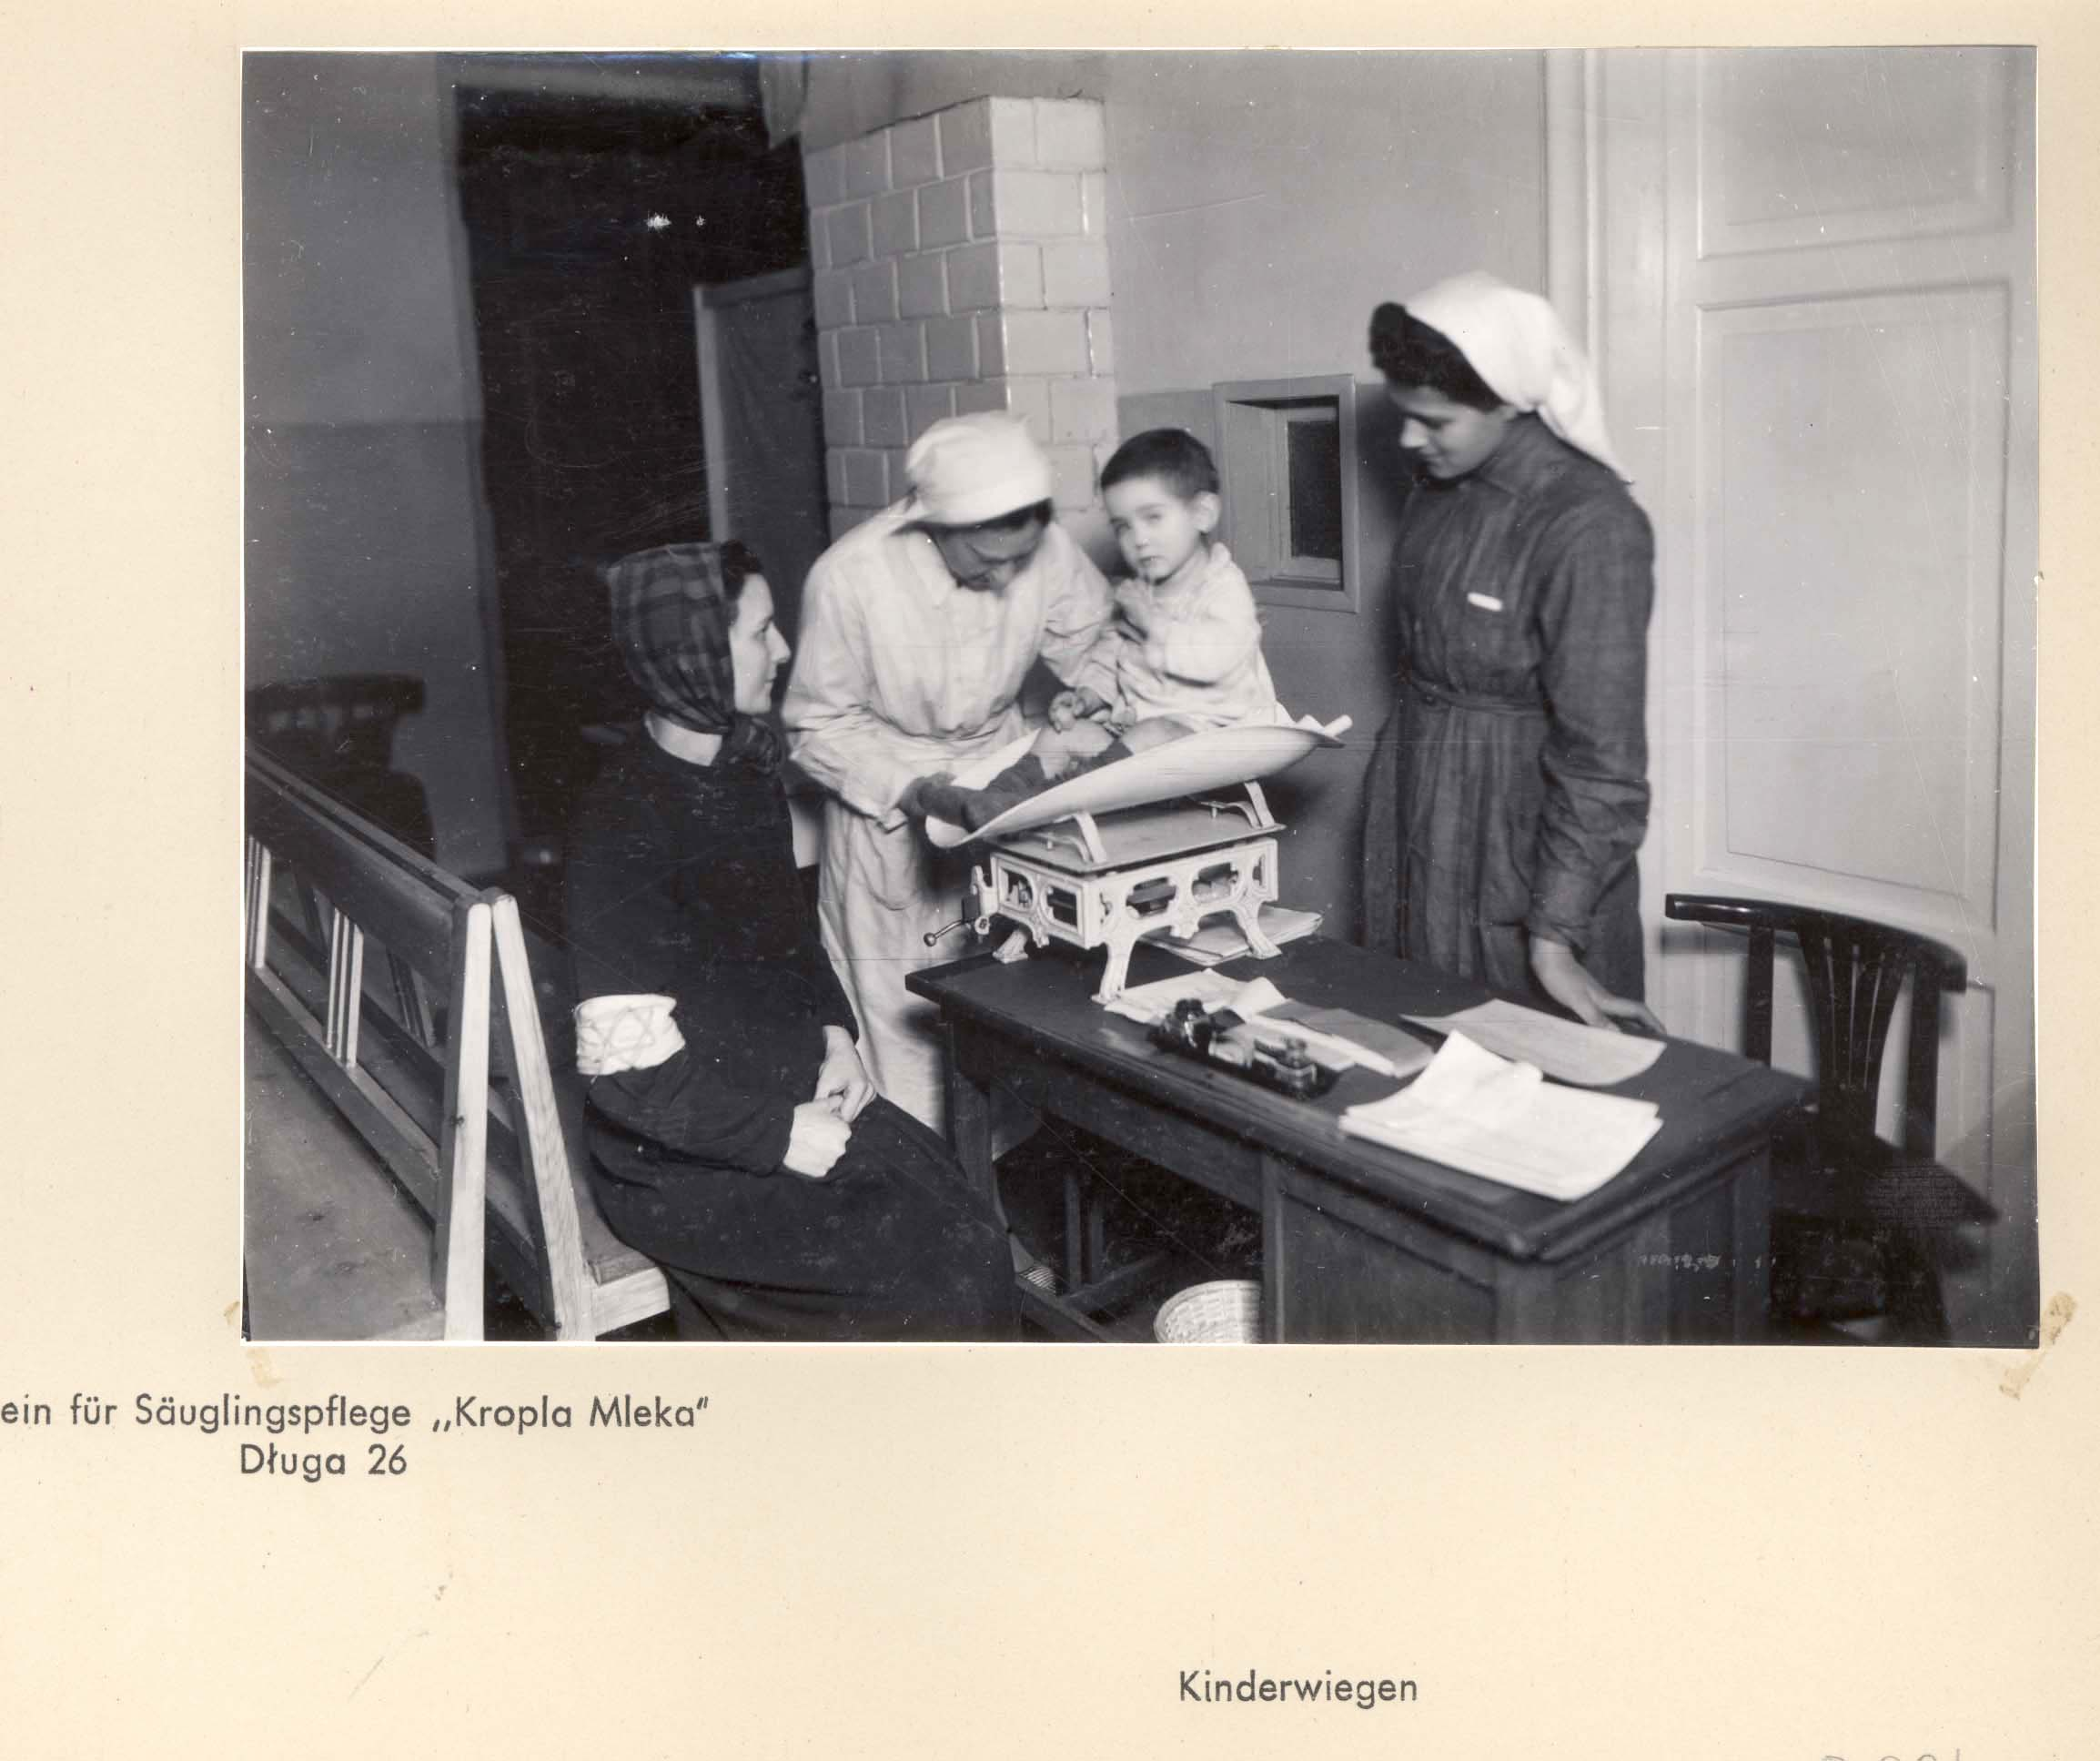 ein für Säuglingspflege „Kropla Mleka"
Długa 26
Kinderwiegen